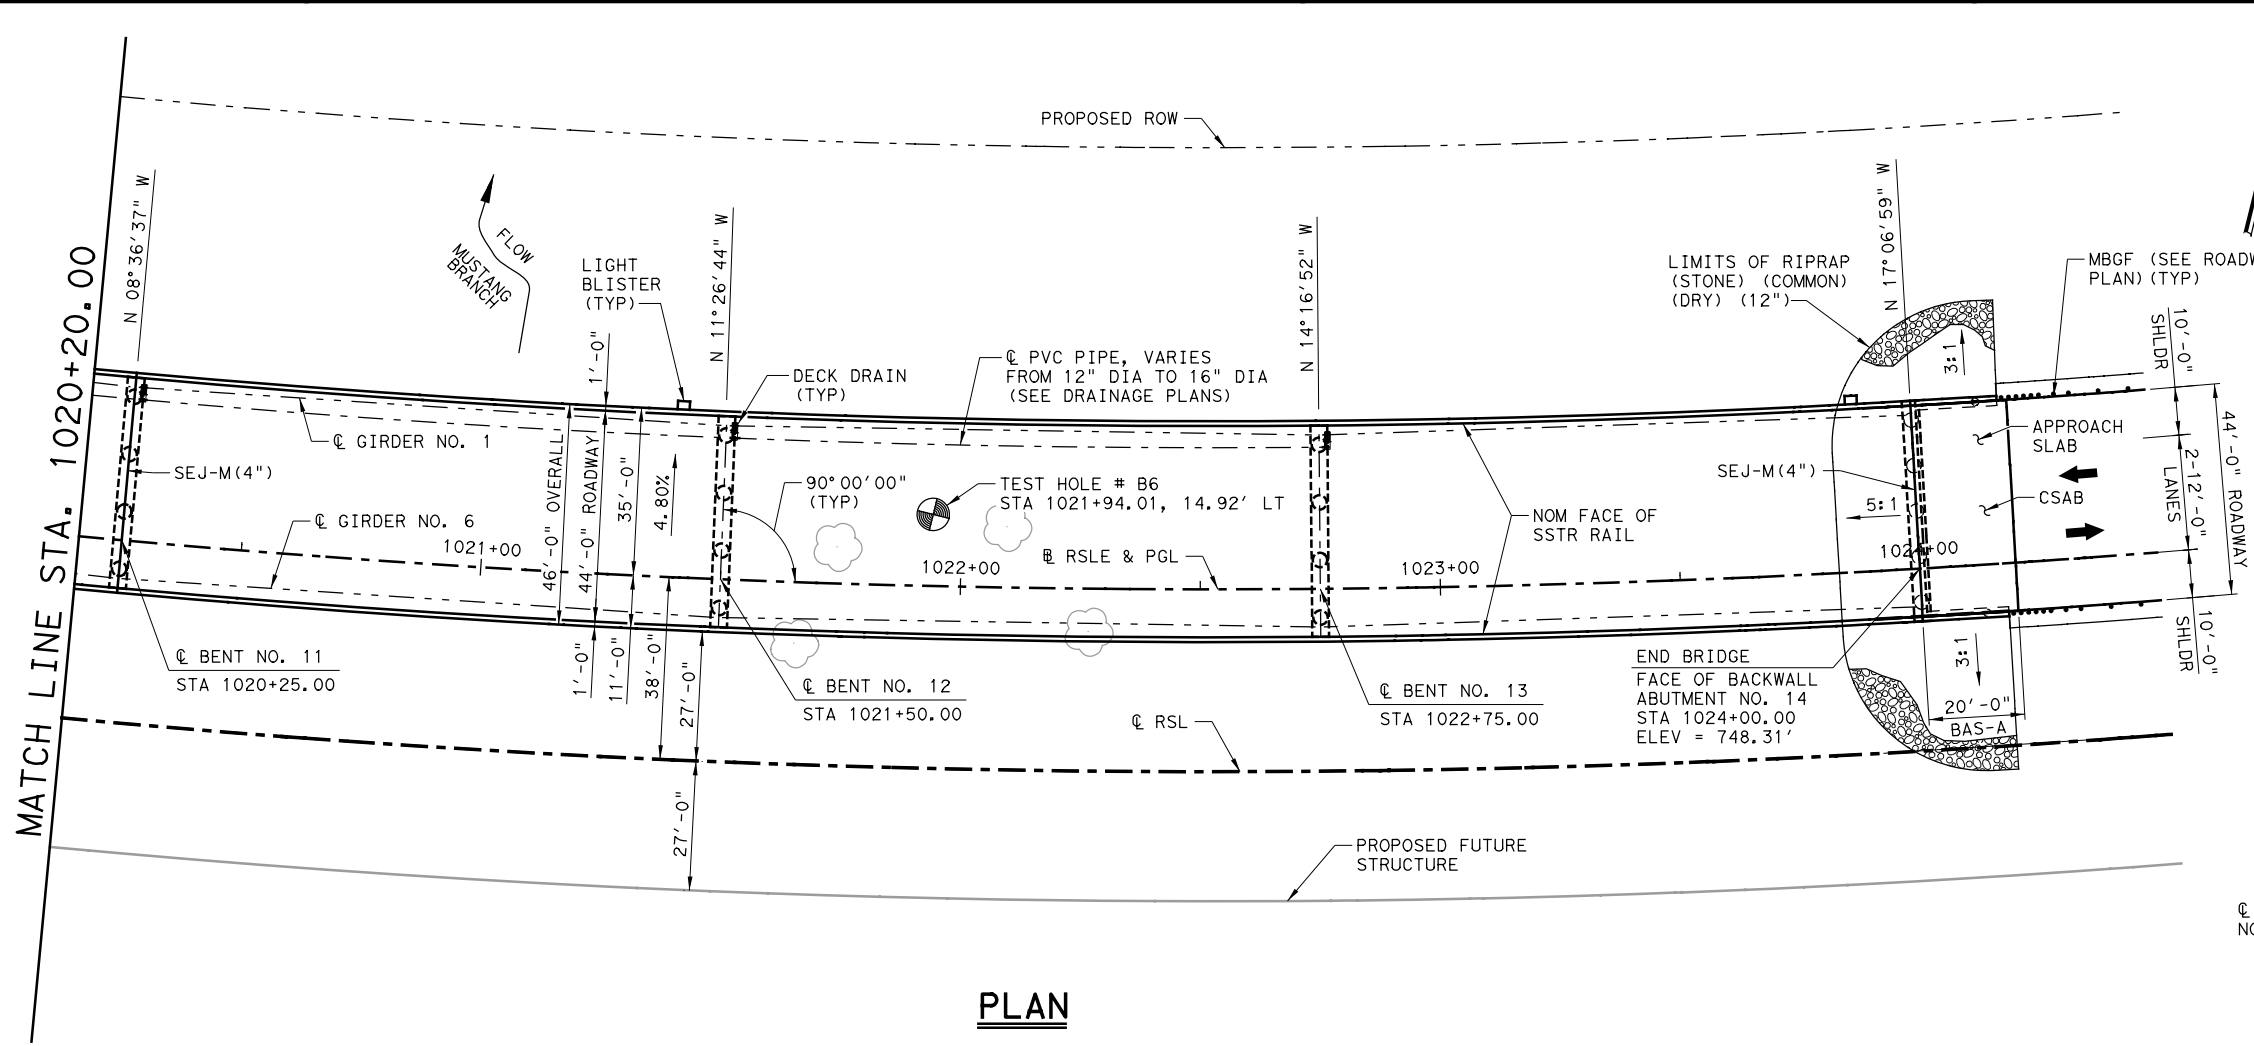 PROPOSED ROW
MATCH LINE STA. 1020+20.00
N 08°36'37" W
FLOW
MUSTANG
BRANCH
LIGHT
BLISTER
(TYP)
N 11°26'44" W
N 14°16'52" W
N 17°06'59" W
LIMITS OF RIPRAP
(STONE) (COMMON)
(DRY) (12")
MBGF (SEE ROADW
PLAN)(TYP)
1'-0"
DECK DRAIN
(TYP)
℄ PVC PIPE, VARIES
FROM 12" DIA TO 16" DIA
(SEE DRAINAGE PLANS)
3:1
10'-0"
SHLDR
℄ GIRDER NO. 1
SEJ-M(4")
46'-0" OVERALL
44'-0" ROADWAY
35'-0"
4.80%
90°00'00"
(TYP)
TEST HOLE # B6
STA 1021+94.01, 14.92' LT
NOM FACE OF
SSTR RAIL
SEJ-M(4")
5:1
APPROACH
SLAB
CSAB
2-12'-0"
LANES
44'-0" ROADWAY
℄ GIRDER NO. 6
1021+00
1022+00
B RSLE & PGL
1023+00
1024+00
℄ BENT NO. 11
STA 1020+25.00
1'-0"
11'-0"
38'-0"
27'-0"
℄ BENT NO. 12
STA 1021+50.00
℄ RSL
℄ BENT NO. 13
STA 1022+75.00
END BRIDGE
FACE OF BACKWALL
ABUTMENT NO. 14
STA 1024+00.00
ELEV = 748.31'
3:1
20'-0"
BAS-A
10'-0"
SHLDR
27'-0"
PROPOSED FUTURE
STRUCTURE
℄
PLAN